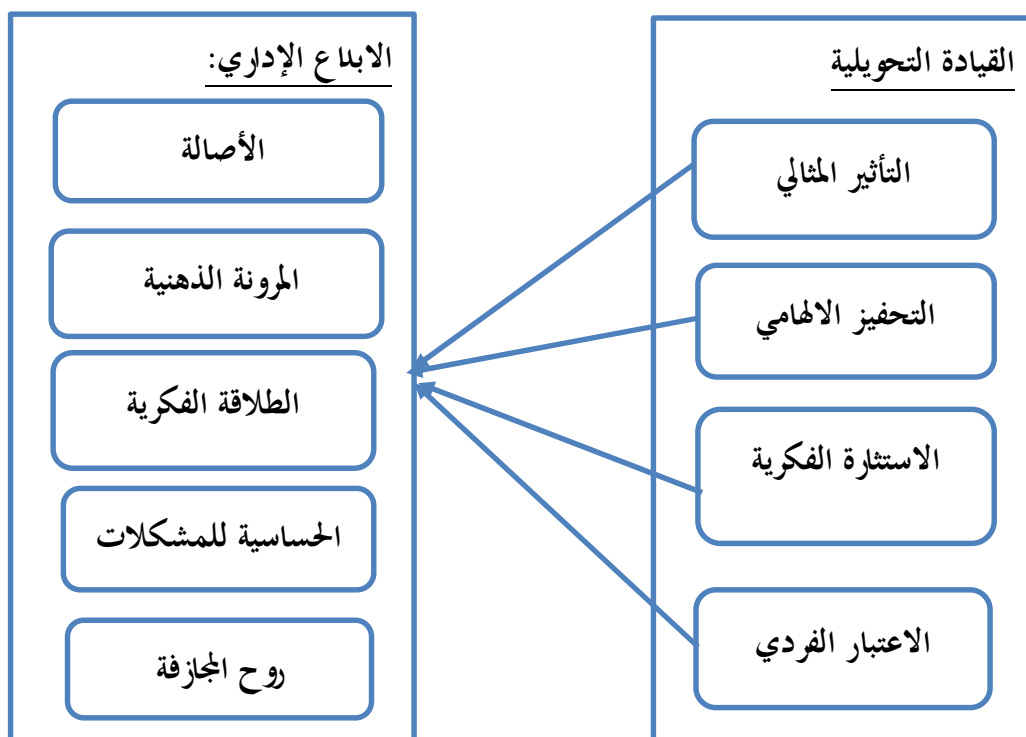 القيادة التحويلية
التأثير المثالي
التحفيز الالهامي
الاستثارة الفكرية
الاعتبار الفردي
الابداع الإداري:
الأصالة
المرونة الذهنية
الطلاقة الفكرية
الحساسية للمشكلات
روح المجازفة